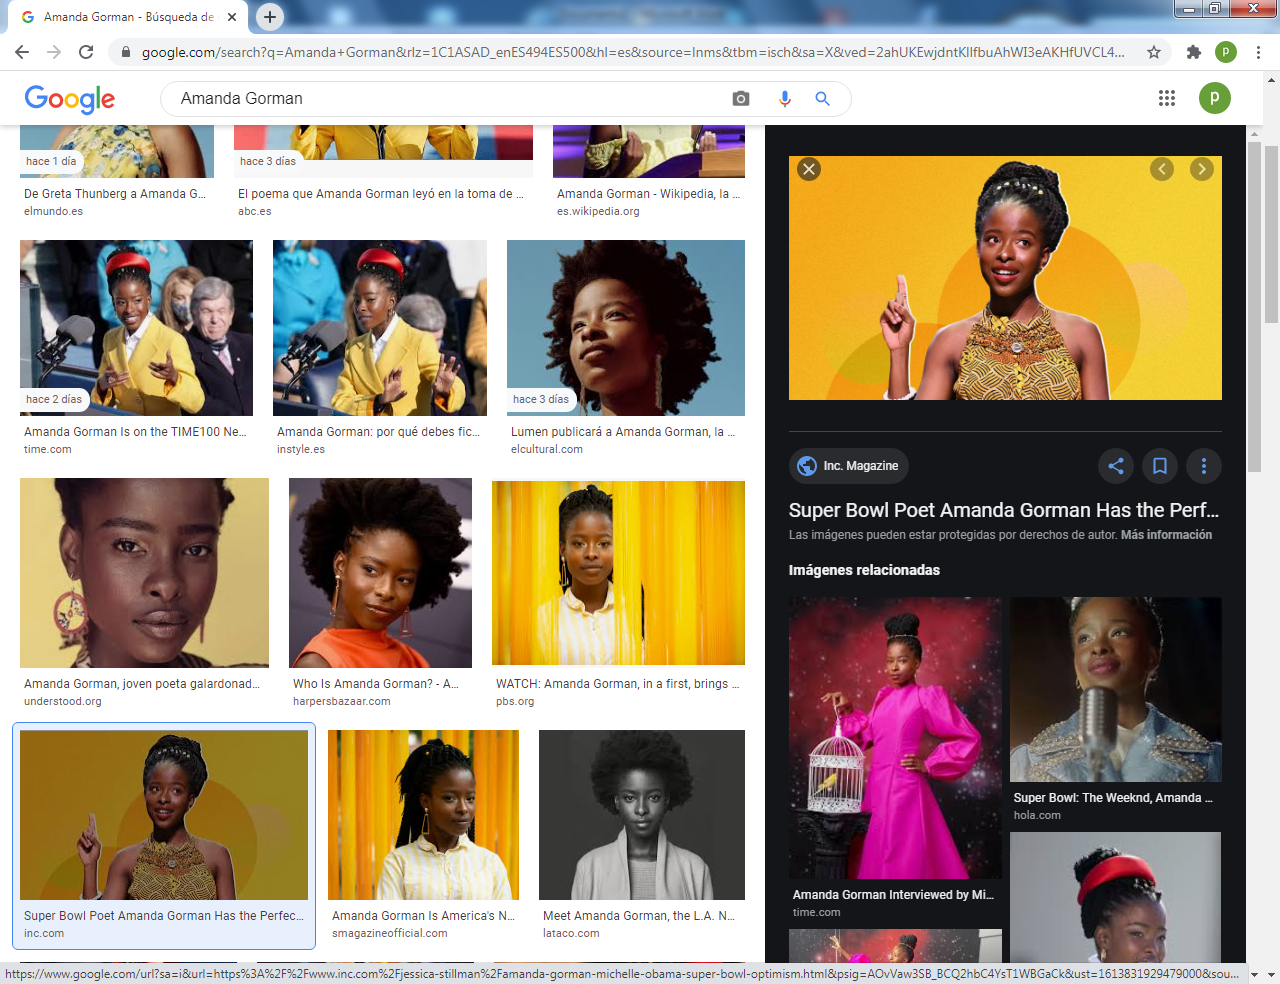 Amanda Gorman - Búsqueda de
google.com/search?q=Amanda+Gorman&rlz=1C1ASAD_enES494ES500&hl=es&source=lnms&tbm=isch&sa=X&ved=2ahUKEwjdntKllfbuAhWI3eAKHfUVCL4...
p
Google
Amanda Gorman
p
hace 1 día
De Greta Thunberg a Amanda G...
elmundo.es
hace 3 días
El poema que Amanda Gorman leyó en la toma de ...
abc.es
Amanda Gorman - Wikipedia, la ...
es.wikipedia.org
hace 2 días
Amanda Gorman Is on the TIME100 Ne...
time.com
Amanda Gorman: por qué debes fic...
instyle.es
hace 3 días
Lumen publicará a Amanda Gorman, la ...
elcultural.com
Amanda Gorman, joven poeta galardonad...
understood.org
Who Is Amanda Gorman? - A...
harpersbazaar.com
WATCH: Amanda Gorman, in a first, brings ...
pbs.org
Super Bowl Poet Amanda Gorman Has the Perfec...
inc.com
Amanda Gorman Is America's N...
smagazineofficial.com
Meet Amanda Gorman, the L.A. N...
lataco.com
Inc. Magazine
Super Bowl Poet Amanda Gorman Has the Perf...
Las imágenes pueden estar protegidas por derechos de autor. Más información
Imágenes relacionadas
Amanda Gorman Interviewed by Mi...
time.com
Super Bowl: The Weeknd, Amanda ...
hola.com
https://www.google.com/url?sa=i&url=https%3A%2F%2Fwww.inc.com%2Fjessica-stillman%2Famanda-gorman-michelle-obama-super-bowl-optimism.html&psig=AOvVaw3SB_BCQ2hbC4YsT1WBGaCk&ust=1613831929479000&sou...